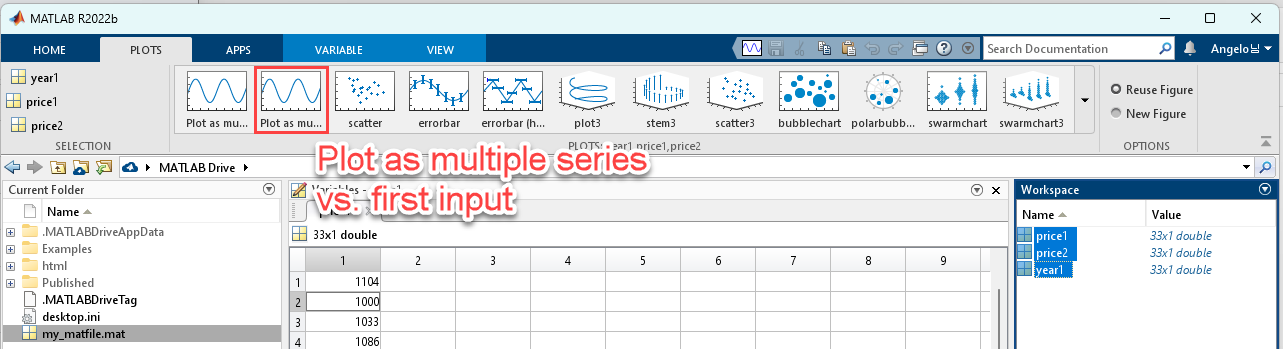 MATLAB R2022b
HOME PLOTS APPS VARIABLE VIEW Search Documentation Angelo
year1
price1
price2
SELECTION
Plot as mu... Plot as mu... scatter errorbar errorbar (h... plot3 stem3 scatter3 bubblechart polarbubb... swarmchart swarmchart3
PLOTS: year1,price1,price2
Reuse Figure
New Figure
OPTIONS
MATLAB Drive
Plot as multiple series
vs. first input
Current Folder
Name
.MATLABDriveAppData
Examples
html
Published
.MATLABDriveTag
desktop.ini
my_matfile.mat
Variables -
33x1 double
1 2 3 4 5 6 7 8 9
1 1104
2 1000
3 1033
4 1086
Workspace
Name Value
price1 33x1 double
price2 33x1 double
year1 33x1 double